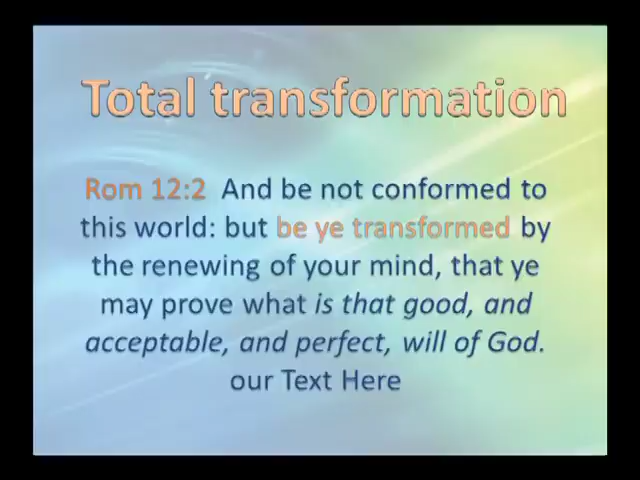 Total transformation
Rom 12:2 And be not conformed to
this world: but be ye transformed by
the renewing of your mind, that ye
may prove what is that good, and
acceptable, and perfect, will of God.
our Text Here